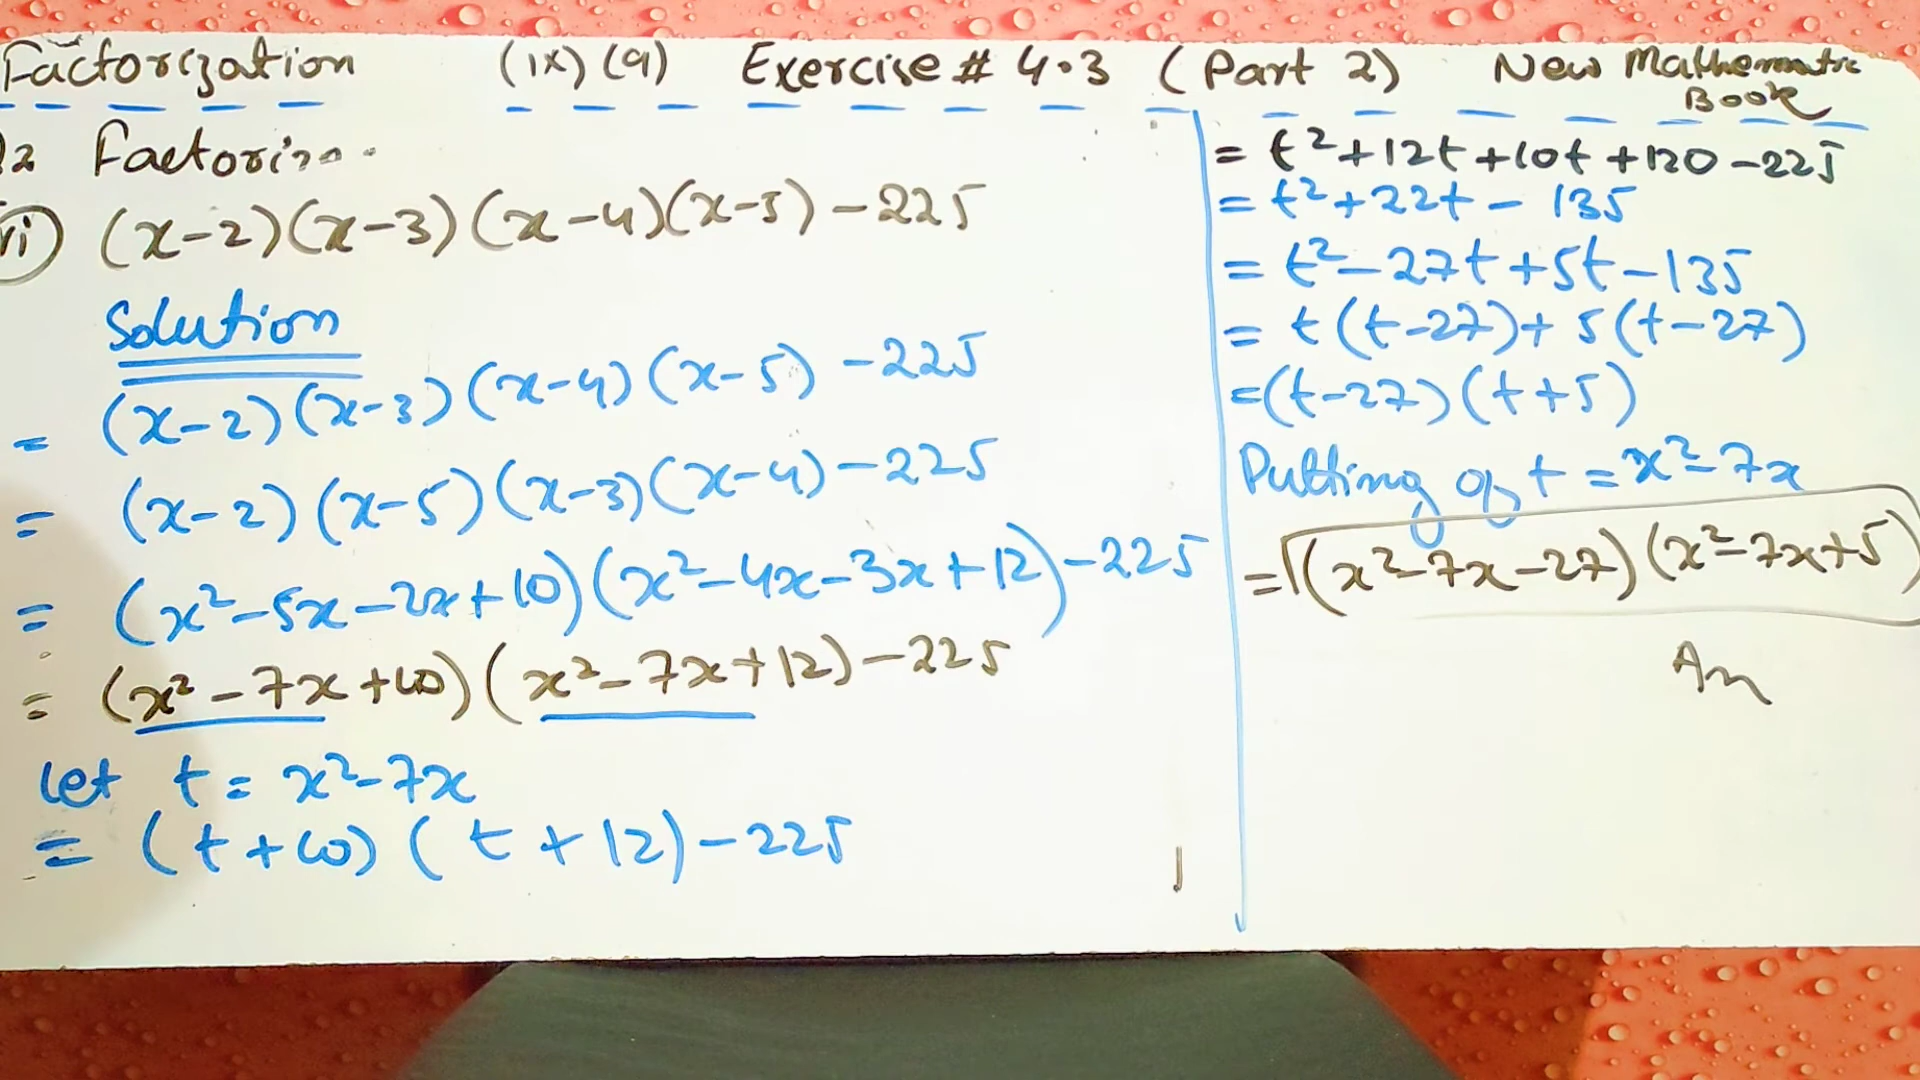 Factorization (ix) (9) Exercise # 4.3 (Part 2) New Mathematic
Book
2 Factorize.
vi) (x-2)(x-3)(x-4)(x-5) -225
Solution
= (x-2)(x-3)(x-4)(x-5) -225
= (x-2)(x-5)(x-3)(x-4) -225
= (x²-5x-2x+10)(x²-4x-3x+12) -225
= (x²-7x+10)(x²-7x+12) -225
let t = x²-7x
= (t+10)(t+12) -225
= t²+12t+10t+120-225
= t²+22t-135
= t²-27t+5t-135
= t(t-27)+5(t-27)
=(t-27)(t+5)
Putting of t = x²-7x
= (x²-7x-27)(x²-7x+5)
An